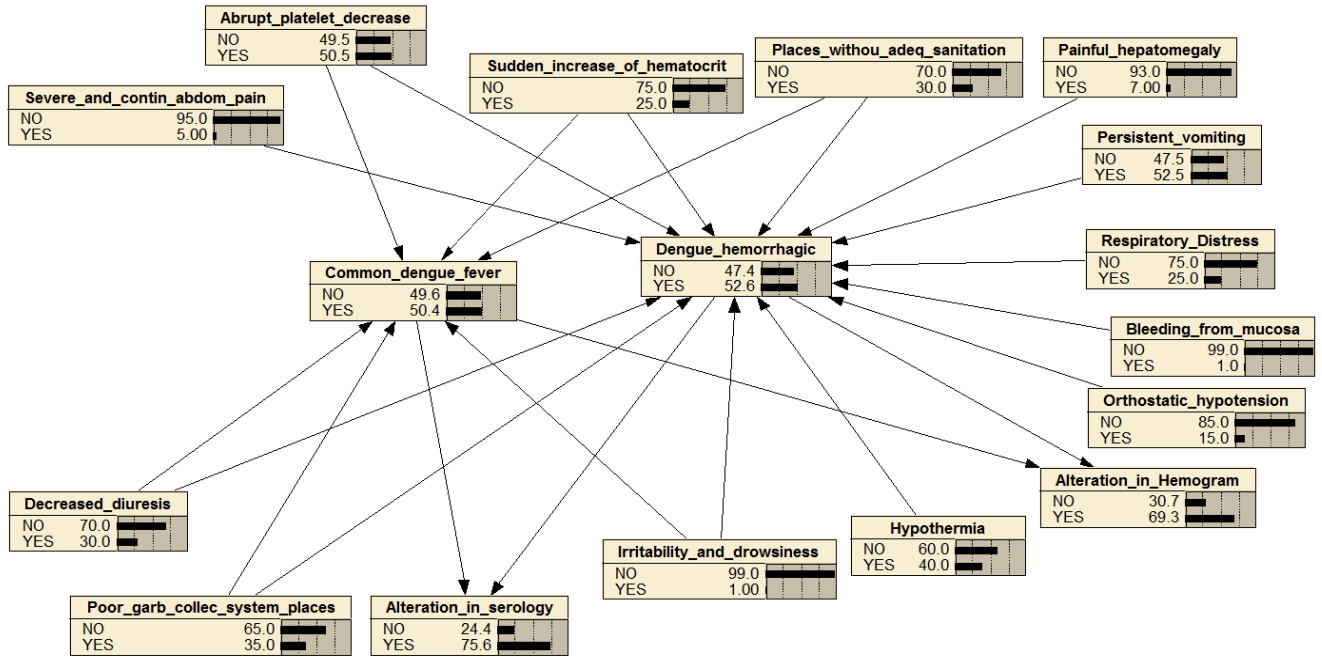 Abrupt_platelet_decrease
NO 49.5
YES 50.5
Sudden_increase_of_hematocrit
NO 75.0
YES 25.0
Places_withou_adeq_sanitation
NO 70.0
YES 30.0
Painful_hepatomegaly
NO 93.0
YES 7.00
Severe_and_contin_abdom_pain
NO 95.0
YES 5.00
Persistent_vomiting
NO 47.5
YES 52.5
Dengue_hemorrhagic
NO 47.4
YES 52.6
Respiratory_Distress
NO 75.0
YES 25.0
Common_dengue_fever
NO 49.6
YES 50.4
Bleeding_from_mucosa
NO 99.0
YES 1.0
Orthostatic_hypotension
NO 85.0
YES 15.0
Alteration_in_Hemogram
NO 30.7
YES 69.3
Decreased_diuresis
NO 70.0
YES 30.0
Hypothermia
NO 60.0
YES 40.0
Irritability_and_drowsiness
NO 99.0
YES 1.00
Poor_garb_collec_system_places
NO 65.0
YES 35.0
Alteration_in_serology
NO 24.4
YES 75.6